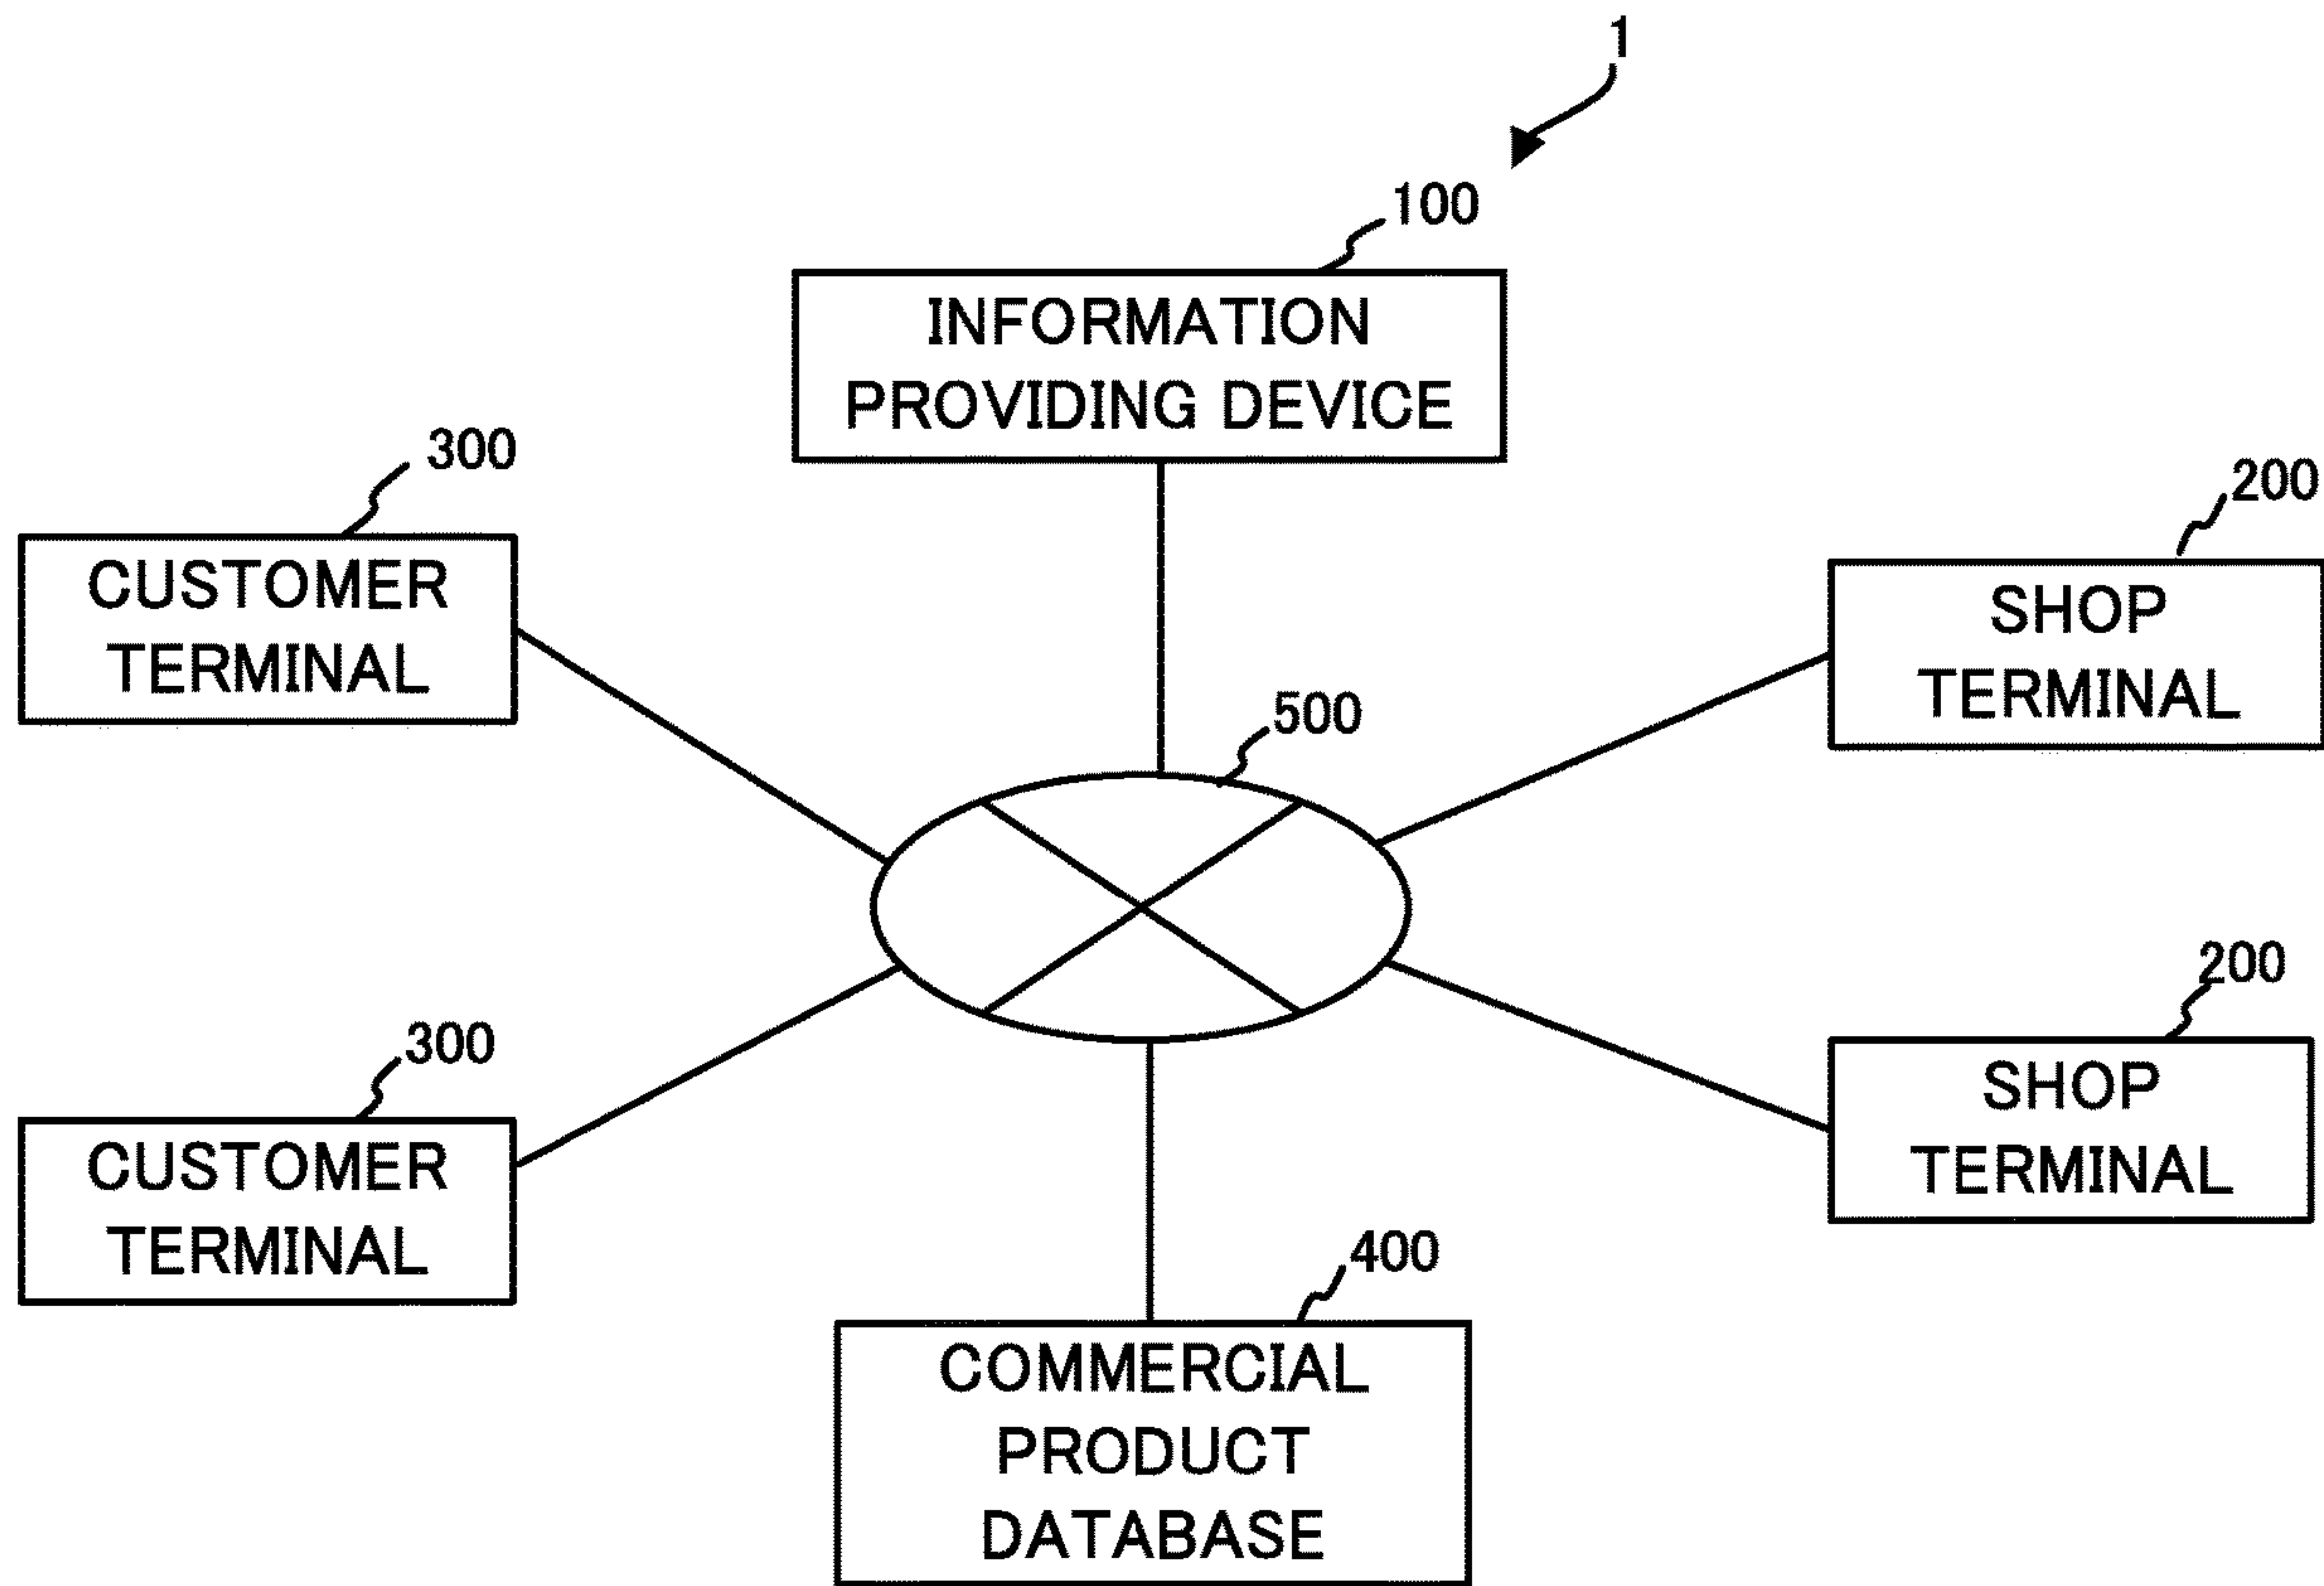 1
100
INFORMATION
PROVIDING DEVICE
300
CUSTOMER
TERMINAL
200
SHOP
TERMINAL
500
300
CUSTOMER
TERMINAL
200
SHOP
TERMINAL
400
COMMERCIAL
PRODUCT
DATABASE